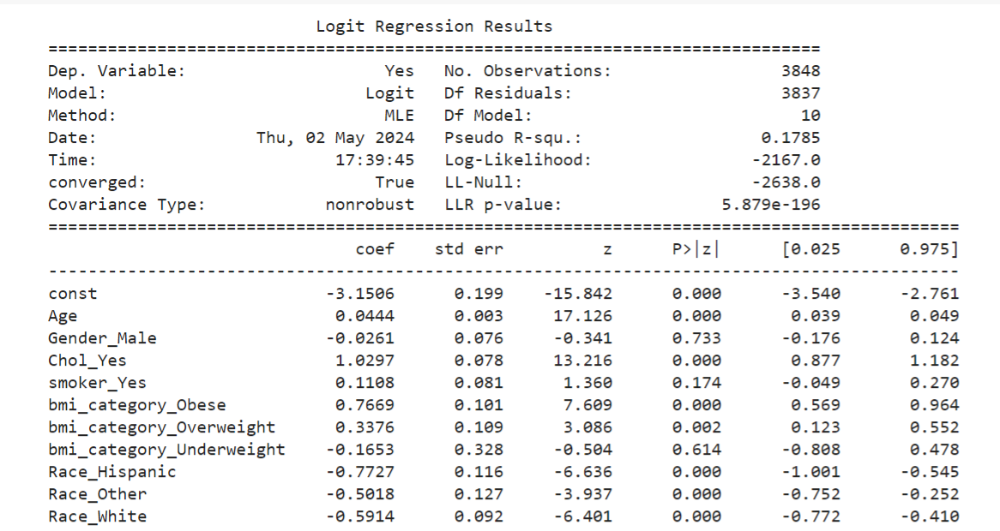 Logit Regression Results
==============================================================================
Dep. Variable: Yes No. Observations: 3848
Model: Logit Df Residuals: 3837
Method: MLE Df Model: 10
Date: Thu, 02 May 2024 Pseudo R-squ.: 0.1785
Time: 17:39:45 Log-Likelihood: -2167.0
converged: True LL-Null: -2638.0
Covariance Type: nonrobust LLR p-value: 5.879e-196
============================================================================================
coef std err z P>|z| [0.025 0.975]
--------------------------------------------------------------------------------------------
const -3.1506 0.199 -15.842 0.000 -3.540 -2.761
Age 0.0444 0.003 17.126 0.000 0.039 0.049
Gender_Male -0.0261 0.076 -0.341 0.733 -0.176 0.124
Chol_Yes 1.0297 0.078 13.216 0.000 0.877 1.182
smoker_Yes 0.1108 0.081 1.360 0.174 -0.049 0.270
bmi_category_Obese 0.7669 0.101 7.609 0.000 0.569 0.964
bmi_category_Overweight 0.3376 0.109 3.086 0.002 0.123 0.552
bmi_category_Underweight -0.1653 0.328 -0.504 0.614 -0.808 0.478
Race_Hispanic -0.7727 0.116 -6.636 0.000 -1.001 -0.545
Race_Other -0.5018 0.127 -3.937 0.000 -0.752 -0.252
Race_White -0.5914 0.092 -6.401 0.000 -0.772 -0.410